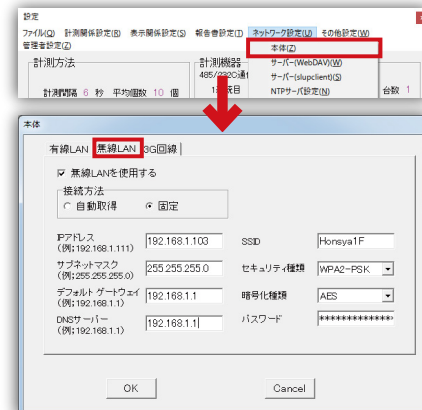 設定
ファイル(Q) 計測関係設定(R) 表示関係設定(S) 報告書設定(T) ネットワーク設定(U) その他設定(W)
管理者設定(Z)
本体(Z)
サーバー(WebDAV)(W)
サーバー(slupclient)(S)
NTPサーバ設定(N)
計測方法
計測間隔 6 秒 平均個数 10 個
計測機器
485/232C通信
台数 1
本体
有線LAN 無線LAN 3G回線
無線LANを使用する
接続方法
自動取得 固定
IPアドレス
(例;192.168.1.111)
192.168.1.103
SSID
Honsya1F
サブネットマスク
(例;255.255.255.0)
255.255.255.0
セキュリティ種類
WPA2-PSK
デフォルト ゲートウェイ
(例;192.168.1.1)
192.168.1.1
暗号化種類
AES
DNSサーバー
(例;192.168.1.1)
192.168.1.1
パスワード
**************
OK Cancel